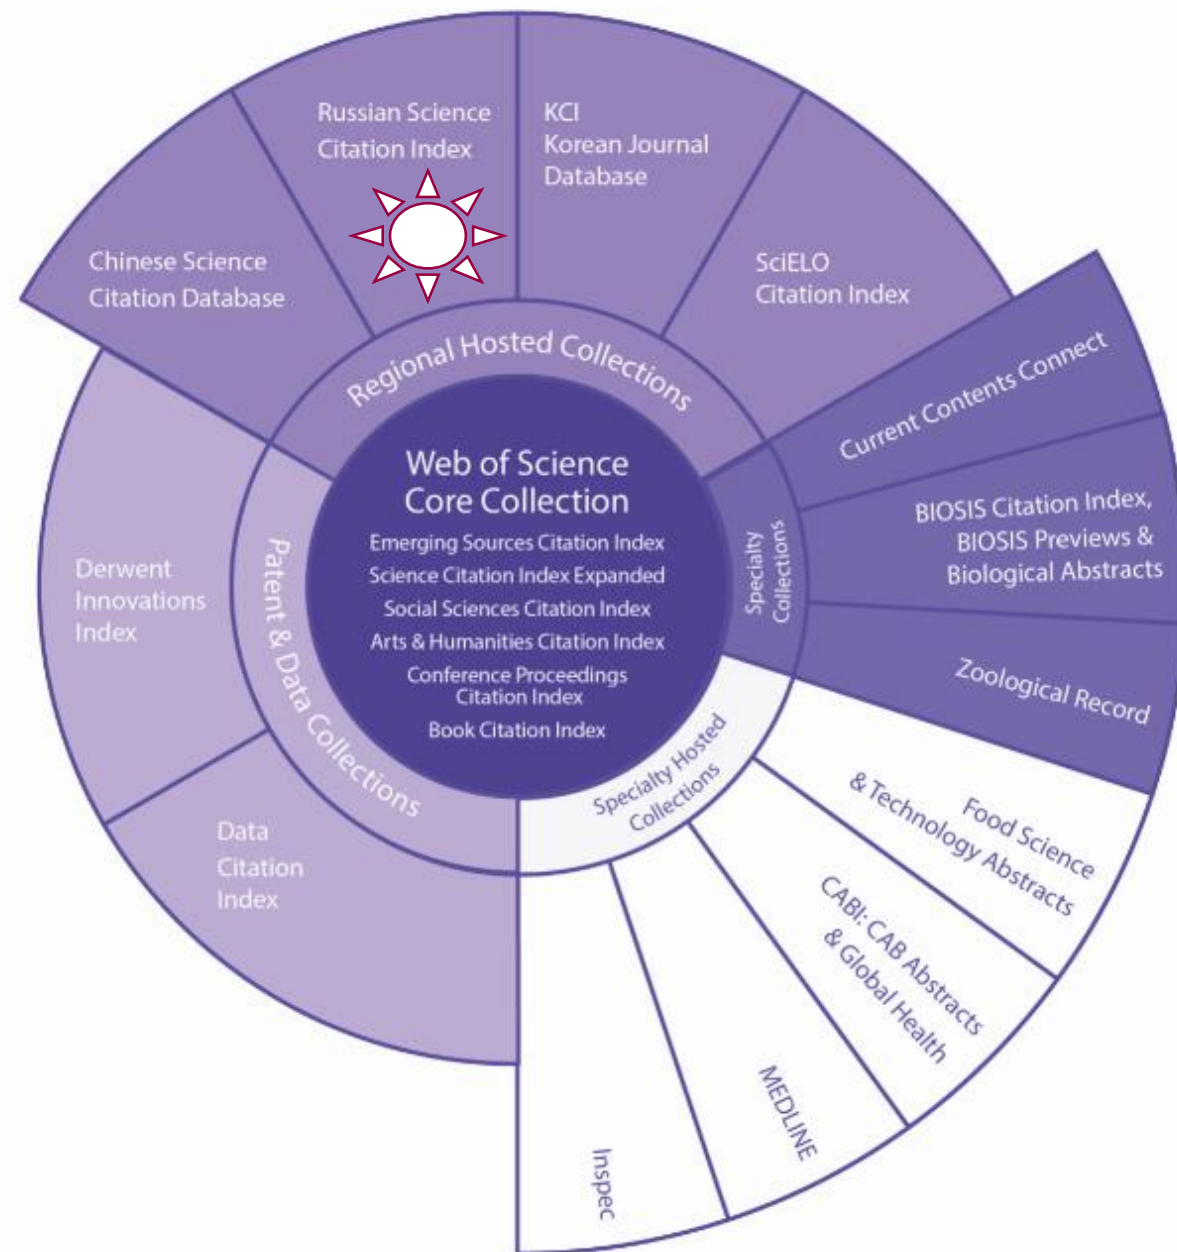 Russian Science
Citation Index
KCI
Korean Journal
Database
Chinese Science
Citation Database
SciELO
Citation Index
Regional Hosted Collections
Current Contents Connect
Web of Science
Core Collection
Emerging Sources Citation Index
Science Citation Index Expanded
Social Sciences Citation Index
Arts & Humanities Citation Index
Conference Proceedings
Citation Index
Book Citation Index
BIOSIS Citation Index,
BIOSIS Previews &
Biological Abstracts
Specialty
Collections
Derwent
Innovations
Index
Patent & Data Collections
Zoological Record
Specialty Hosted
Collections
Food Science
& Technology Abstracts
Data
Citation
Index
CABI: CAB Abstracts
& Global Health
MEDLINE
Inspec